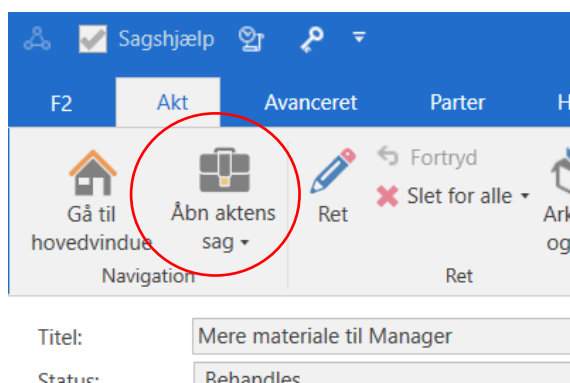 Sagshjælp
F2 Akt Avanceret Parter H
Gå til hovedvindue
Åbn aktens sag
Ret
Fortryd
Slet for alle
Navigation
Ret
Titel: Mere materiale til Manager
Status: Behandles